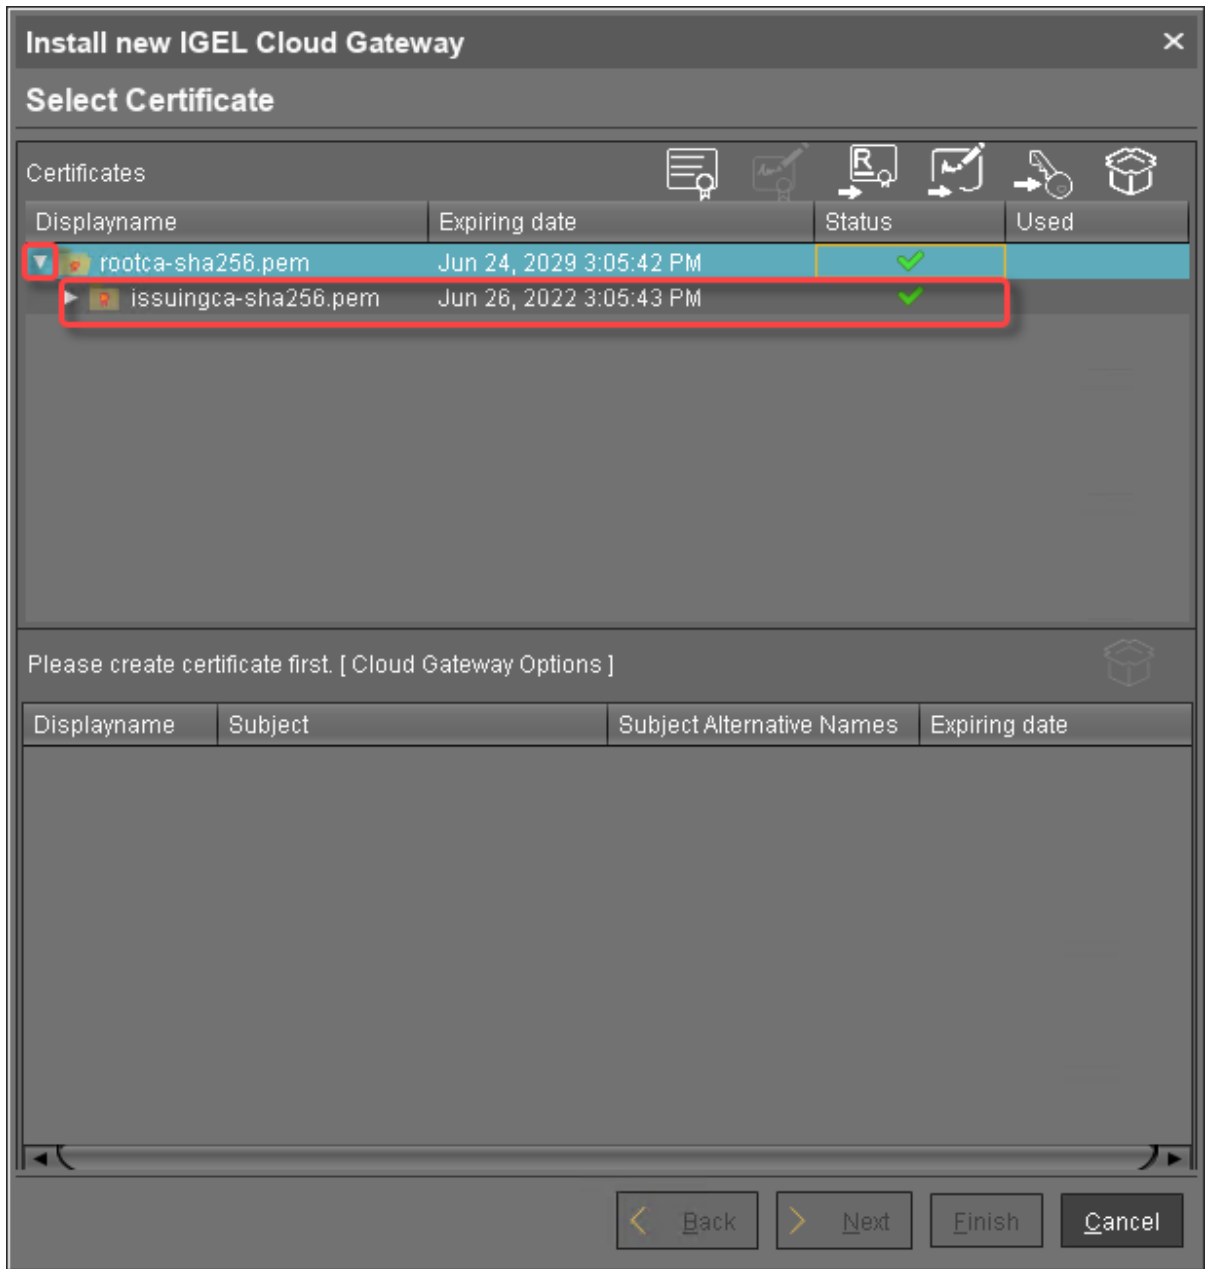 Install new IGEL Cloud Gateway
Select Certificate
Certificates
R
Displayname Expiring date Status Used
rootca-sha256.pem Jun 24, 2029 3:05:42 PM
issuingca-sha256.pem Jun 26, 2022 3:05:43 PM
Please create certificate first. [ Cloud Gateway Options ]
Displayname Subject Subject Alternative Names Expiring date
Back Next Finish Cancel